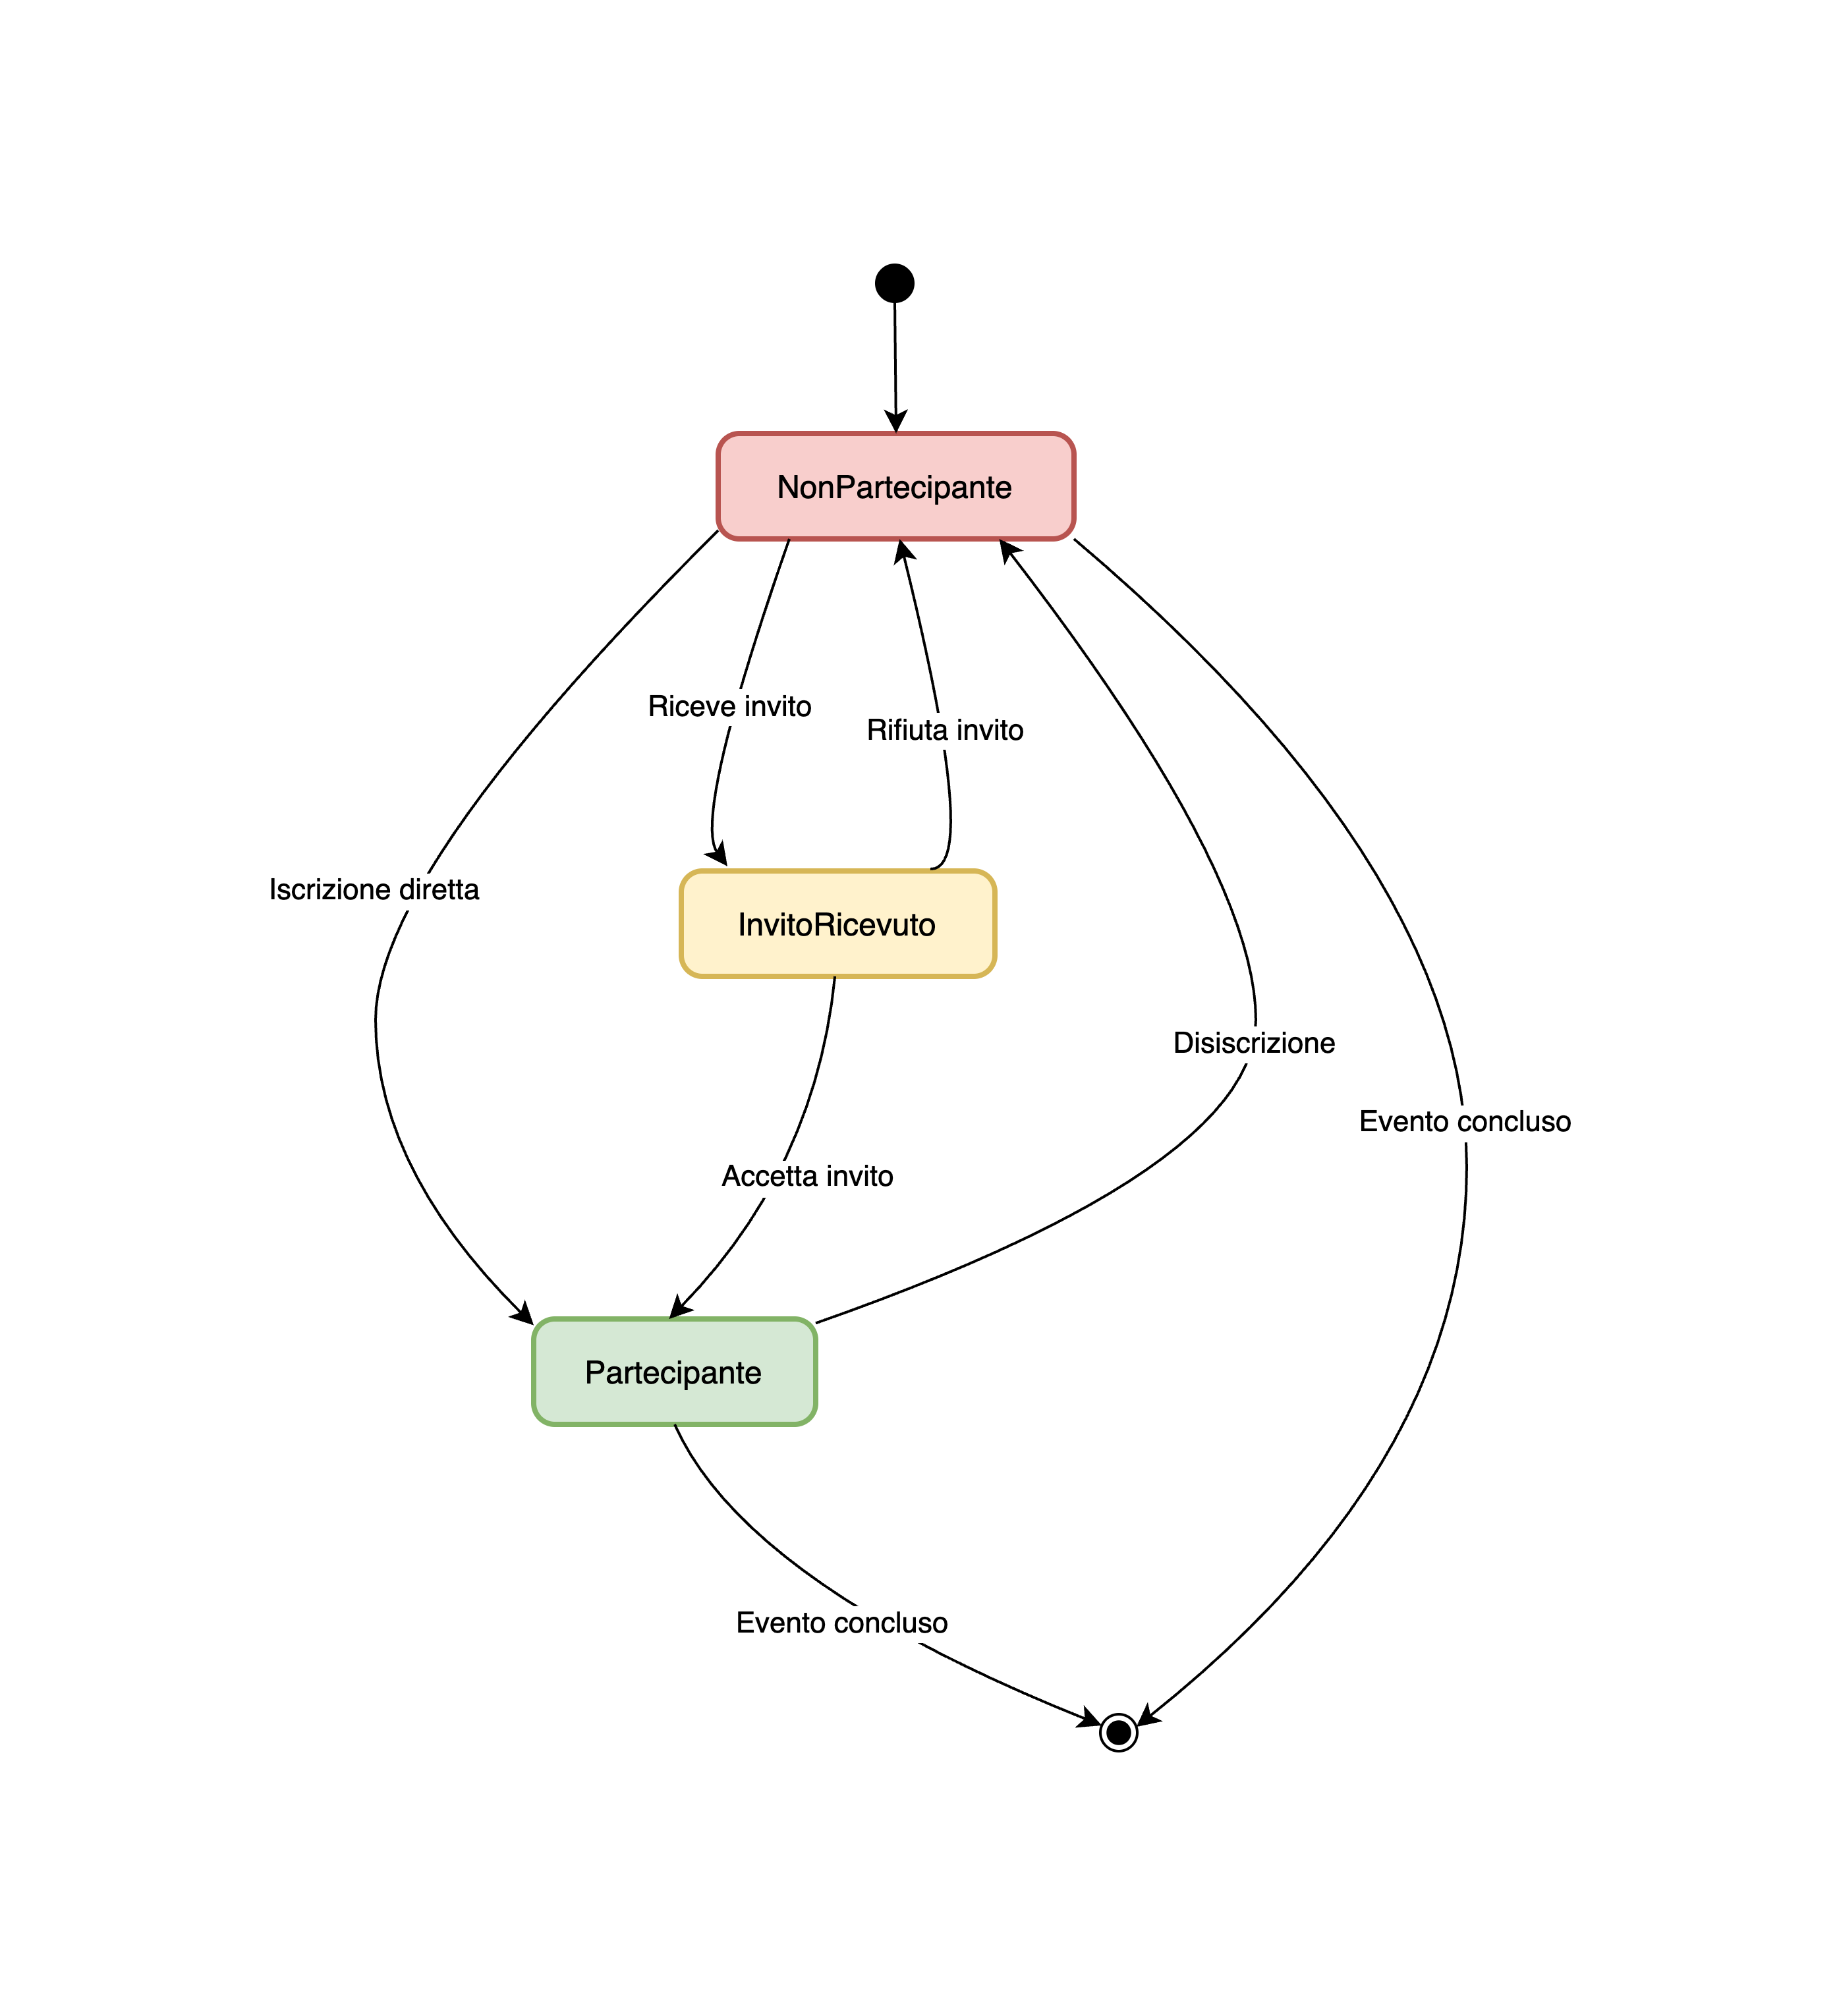 NonPartecipante
Riceve invito
Rifiuta invito
Iscrizione diretta
InvitoRicevuto
Disiscrizione
Evento concluso
Accetta invito
Partecipante
Evento concluso